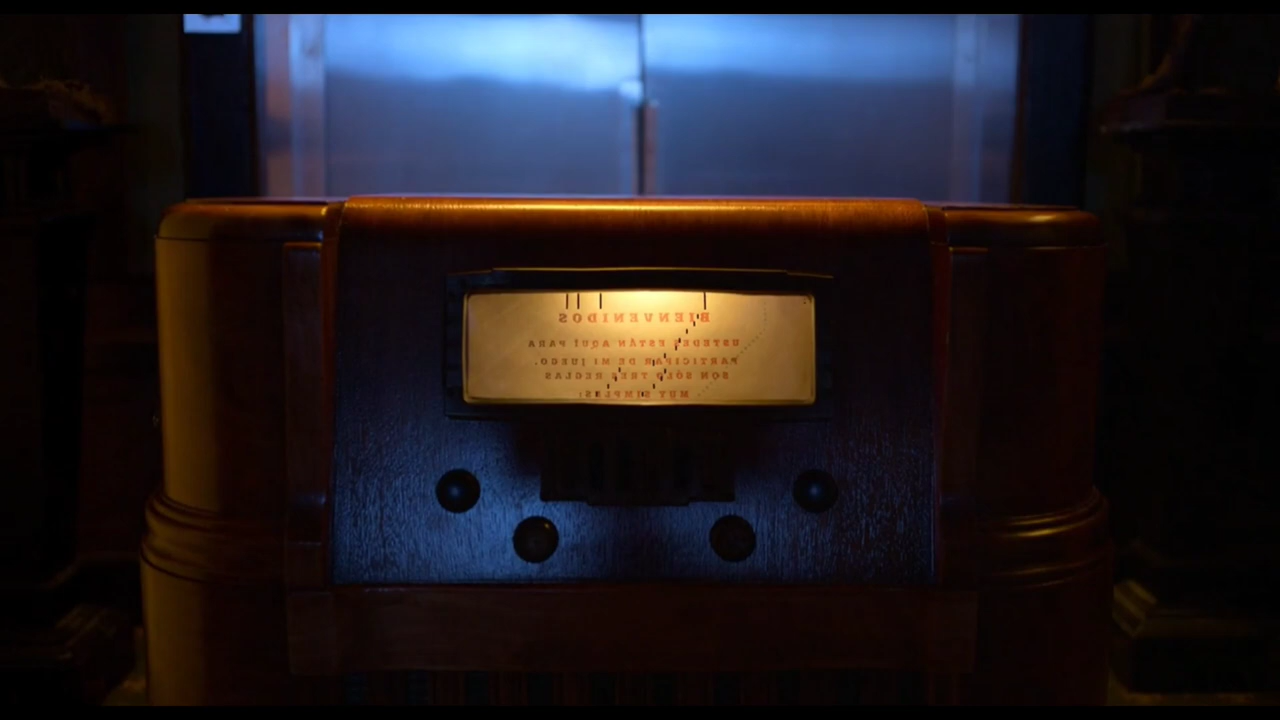 BIENVENIDOS
USTEDES ESTÁN AQUÍ PARA
PARTICIPAR DE MI JUEGO.
SON SÓLO TRES REGLAS
MUY SIMPLES: